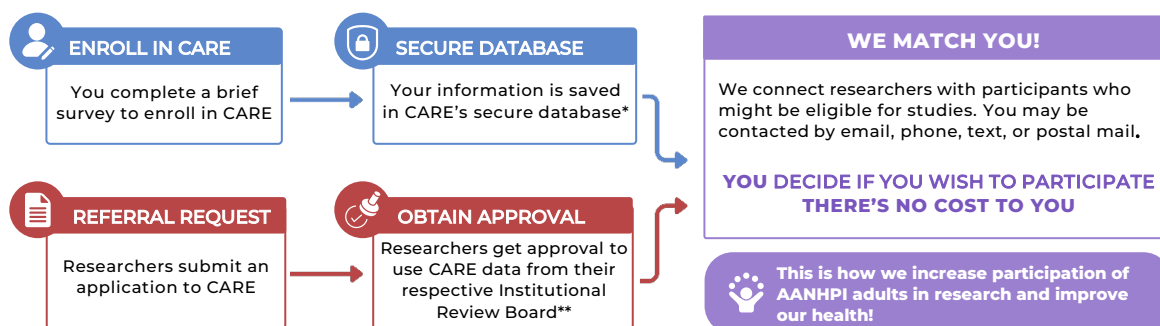 ENROLL IN CARE
You complete a brief
survey to enroll in CARE
SECURE DATABASE
Your information is saved
in CARE's secure database*
REFERRAL REQUEST
Researchers submit an
application to CARE
OBTAIN APPROVAL
Researchers get approval to
use CARE data from their
respective Institutional
Review Board**
WE MATCH YOU!
We connect researchers with participants who
might be eligible for studies. You may be
contacted by email, phone, text, or postal mail.
YOU DECIDE IF YOU WISH TO PARTICIPATE
THERE'S NO COST TO YOU
This is how we increase participation of
AANHPI adults in research and improve
our health!